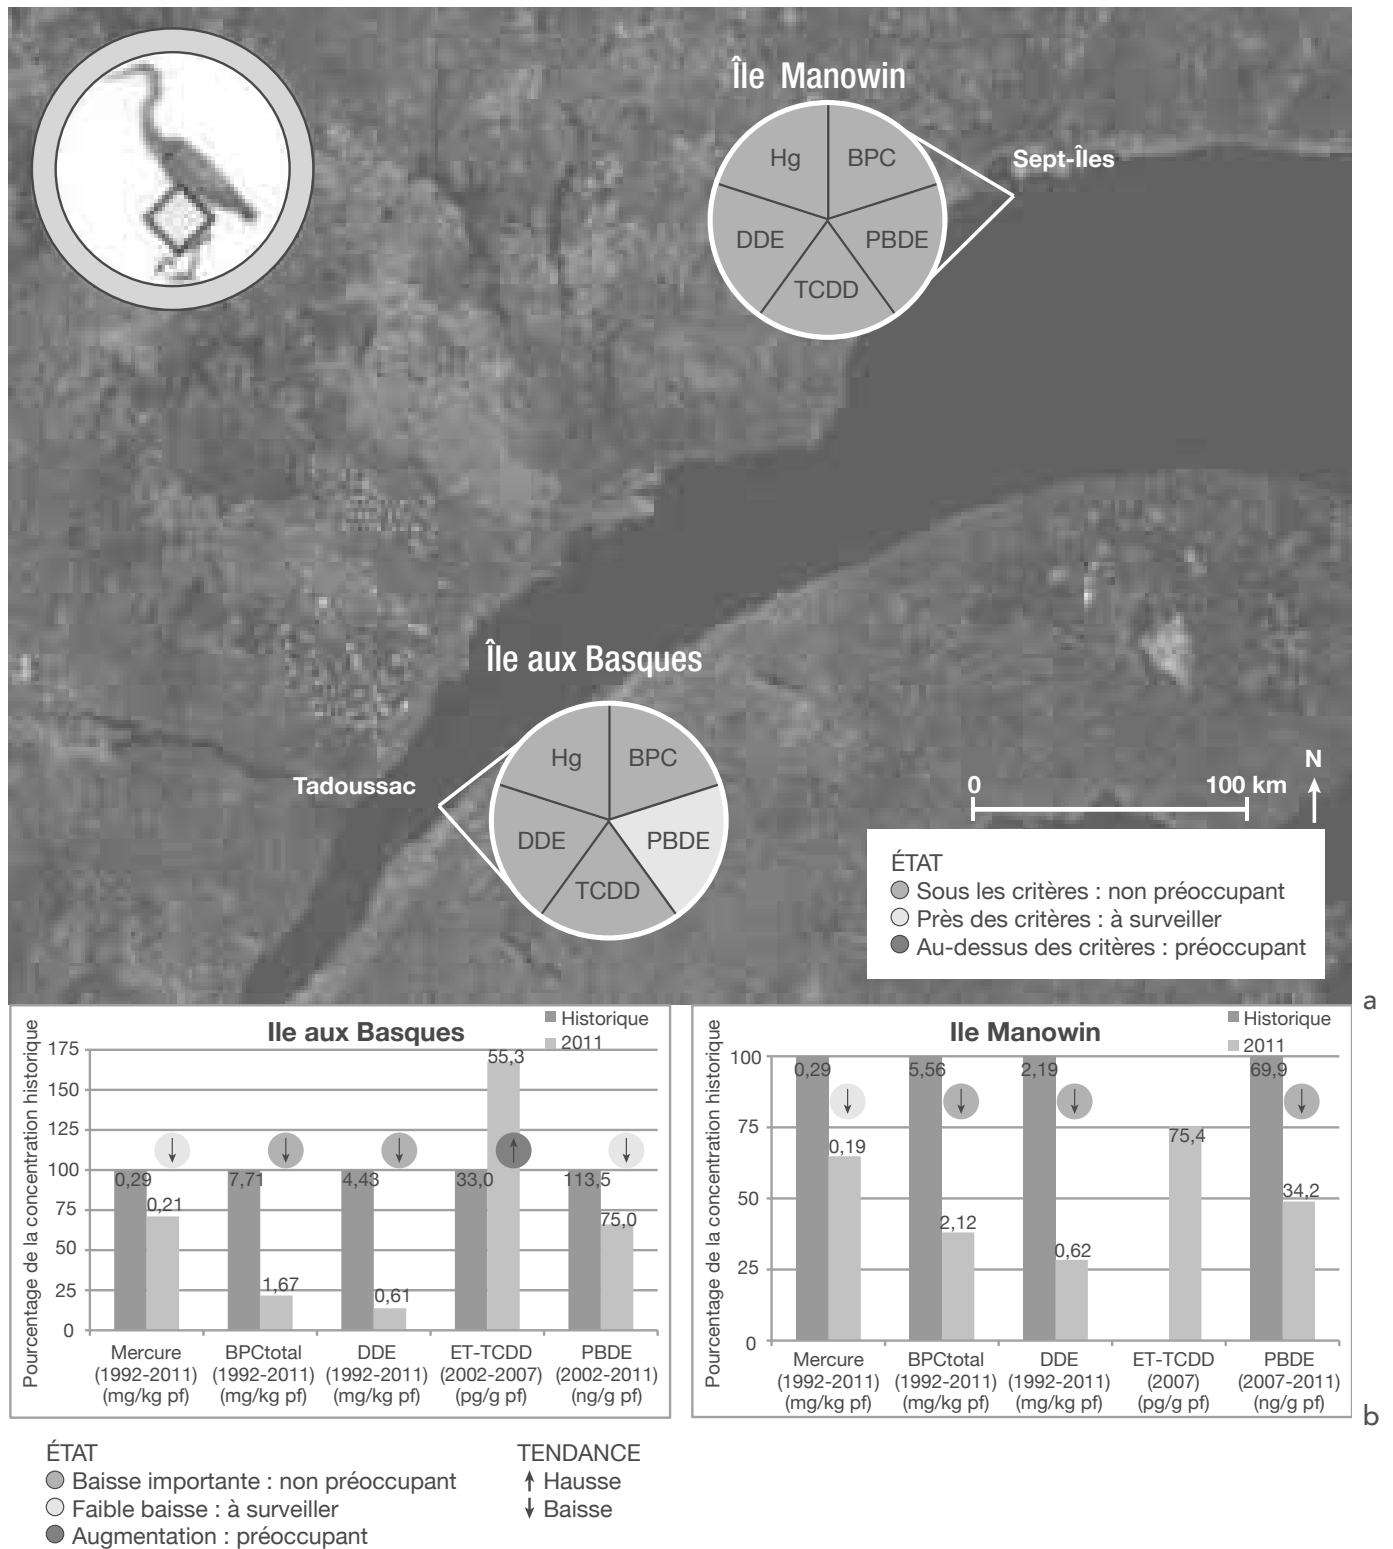 Île Manowin
Sept-Îles
Hg
BPC
DDE
PBDE
TCDD
Île aux Basques
Tadoussac
Hg
BPC
DDE
PBDE
TCDD
0
100 km
N
ÉTAT
Sous les critères : non préoccupant
Près des critères : à surveiller
Au-dessus des critères : préoccupant
a
Ile aux Basques
Historique
2011
Pourcentage de la concentration historique
175
150
125
100
75
50
25
0
0,29
0,21
7,71
1,67
4,43
0,61
33,0
55,3
113,5
75,0
Mercure
(1992-2011)
(mg/kg pf)
BPCtotal
(1992-2011)
(mg/kg pf)
DDE
(1992-2011)
(mg/kg pf)
ET-TCDD
(2002-2007)
(pg/g pf)
PBDE
(2002-2011)
(ng/g pf)
Ile Manowin
Historique
2011
Pourcentage de la concentration historique
100
75
50
25
0
0,29
0,19
5,56
2,12
2,19
0,62
75,4
69,9
34,2
Mercure
(1992-2011)
(mg/kg pf)
BPCtotal
(1992-2011)
(mg/kg pf)
DDE
(1992-2011)
(mg/kg pf)
ET-TCDD
(2007)
(pg/g pf)
PBDE
(2007-2011)
(ng/g pf)
b
ÉTAT
Baisse importante : non préoccupant
Faible baisse : à surveiller
Augmentation : préoccupant
TENDANCE
Hausse
Baisse